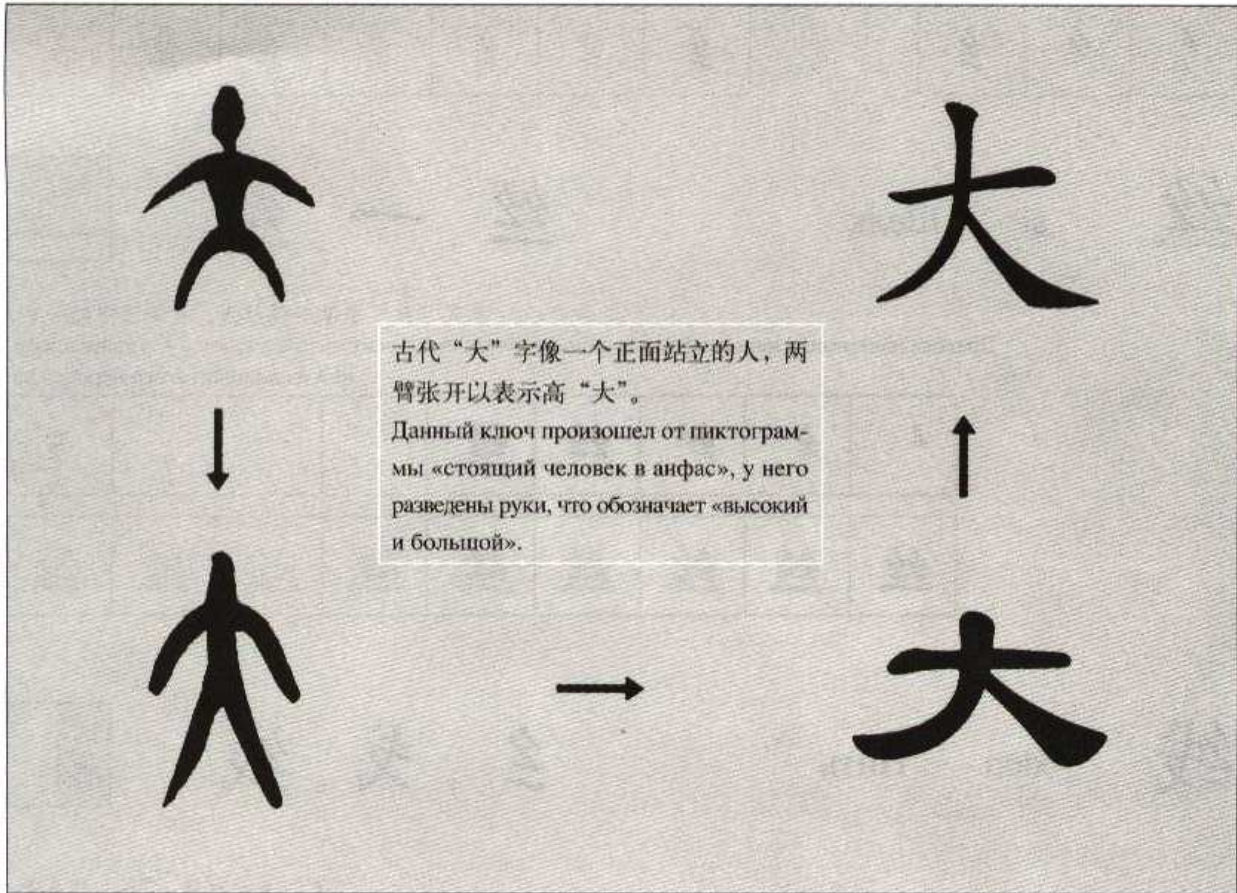 大
古代“大”字像一个正面站立的人，两
臂张开以表示高“大”。
Данный ключ произошел от пиктограм-
мы «стоящий человек в анфас», у него
разведены руки, что обозначает «высокий
и большой».
大